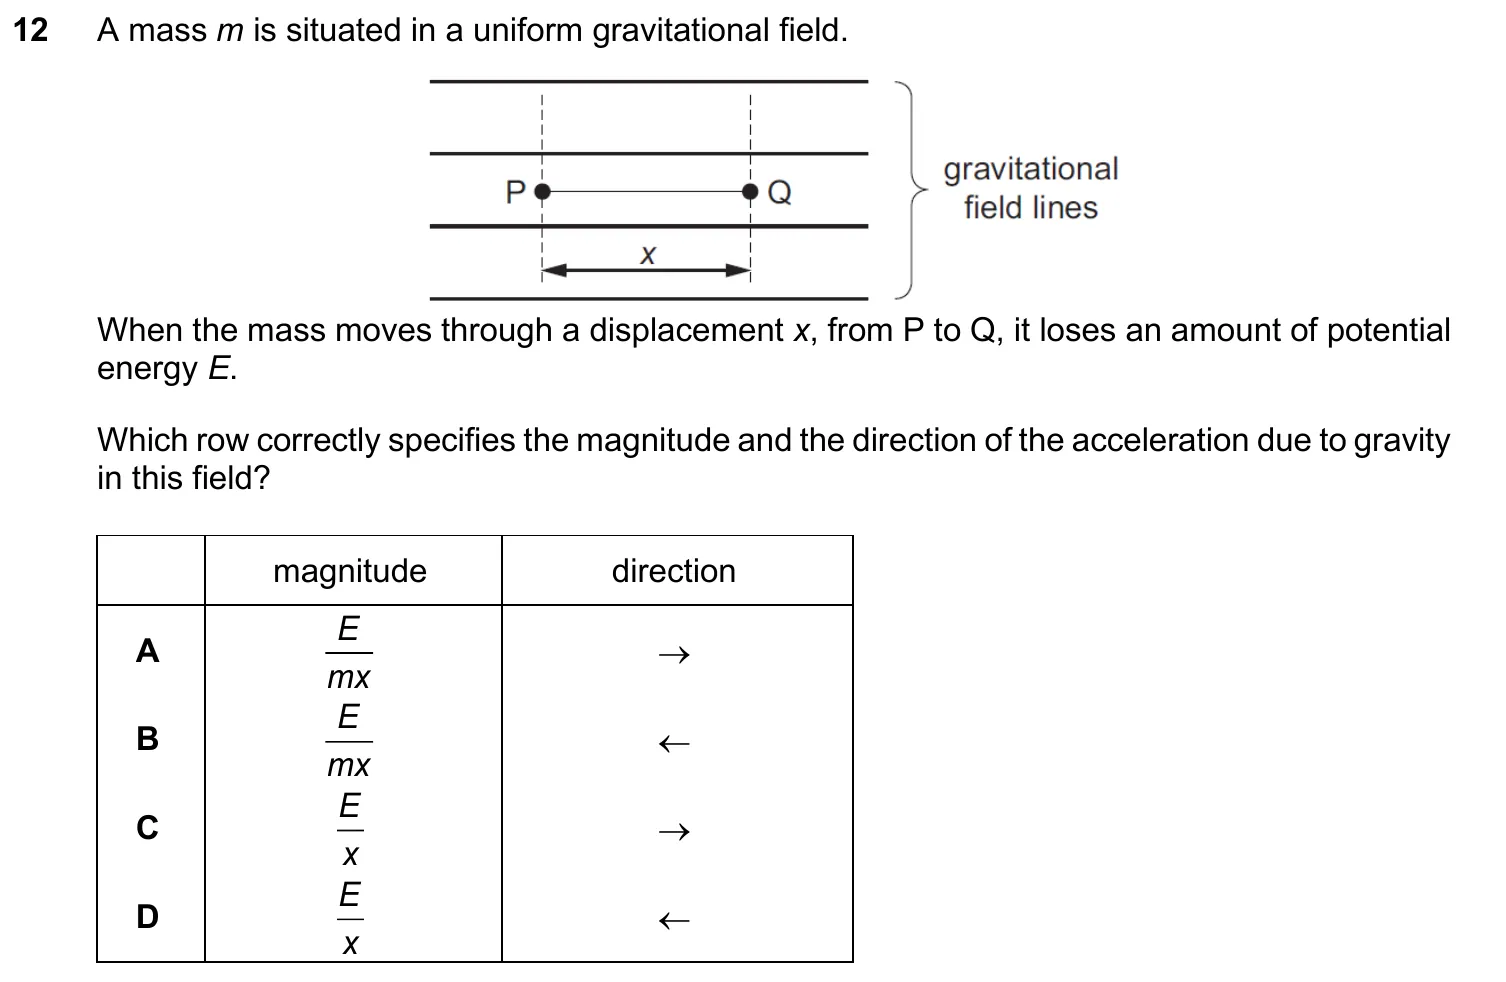 12 A mass m is situated in a uniform gravitational field.
P Q
x
gravitational
field lines
When the mass moves through a displacement x, from P to Q, it loses an amount of potential
energy E.
Which row correctly specifies the magnitude and the direction of the acceleration due to gravity
in this field?
magnitude direction
A E/mx →
B E/mx ←
C E/x →
D E/x ←